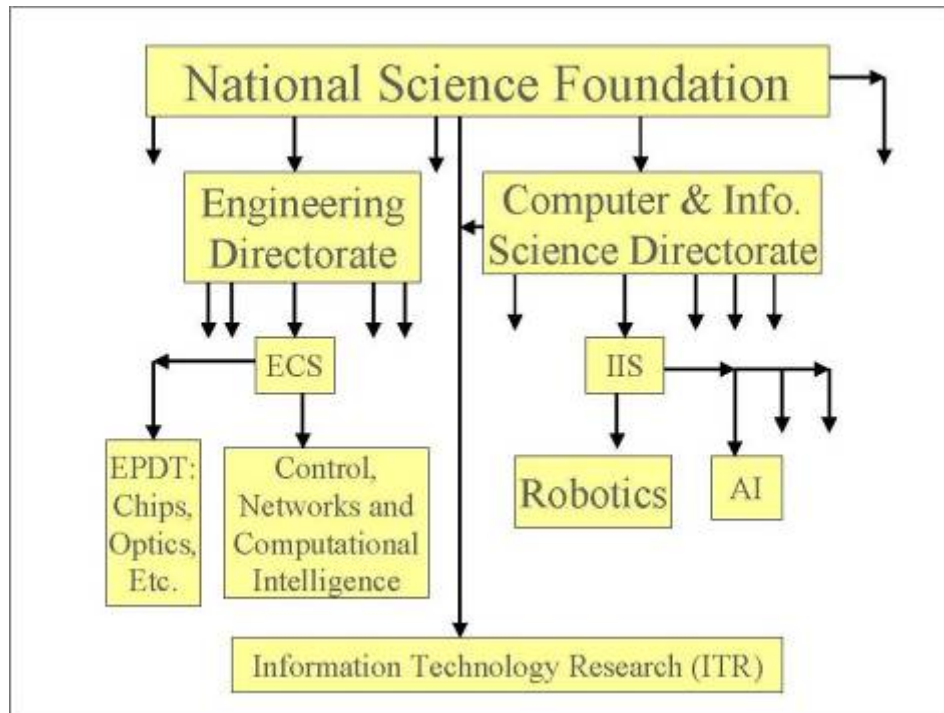 National Science Foundation
Engineering
Directorate
Computer & Info.
Science Directorate
ECS
IIS
EPDT:
Chips,
Optics,
Etc.
Control,
Networks and
Computational
Intelligence
Robotics
AI
Information Technology Research (ITR)